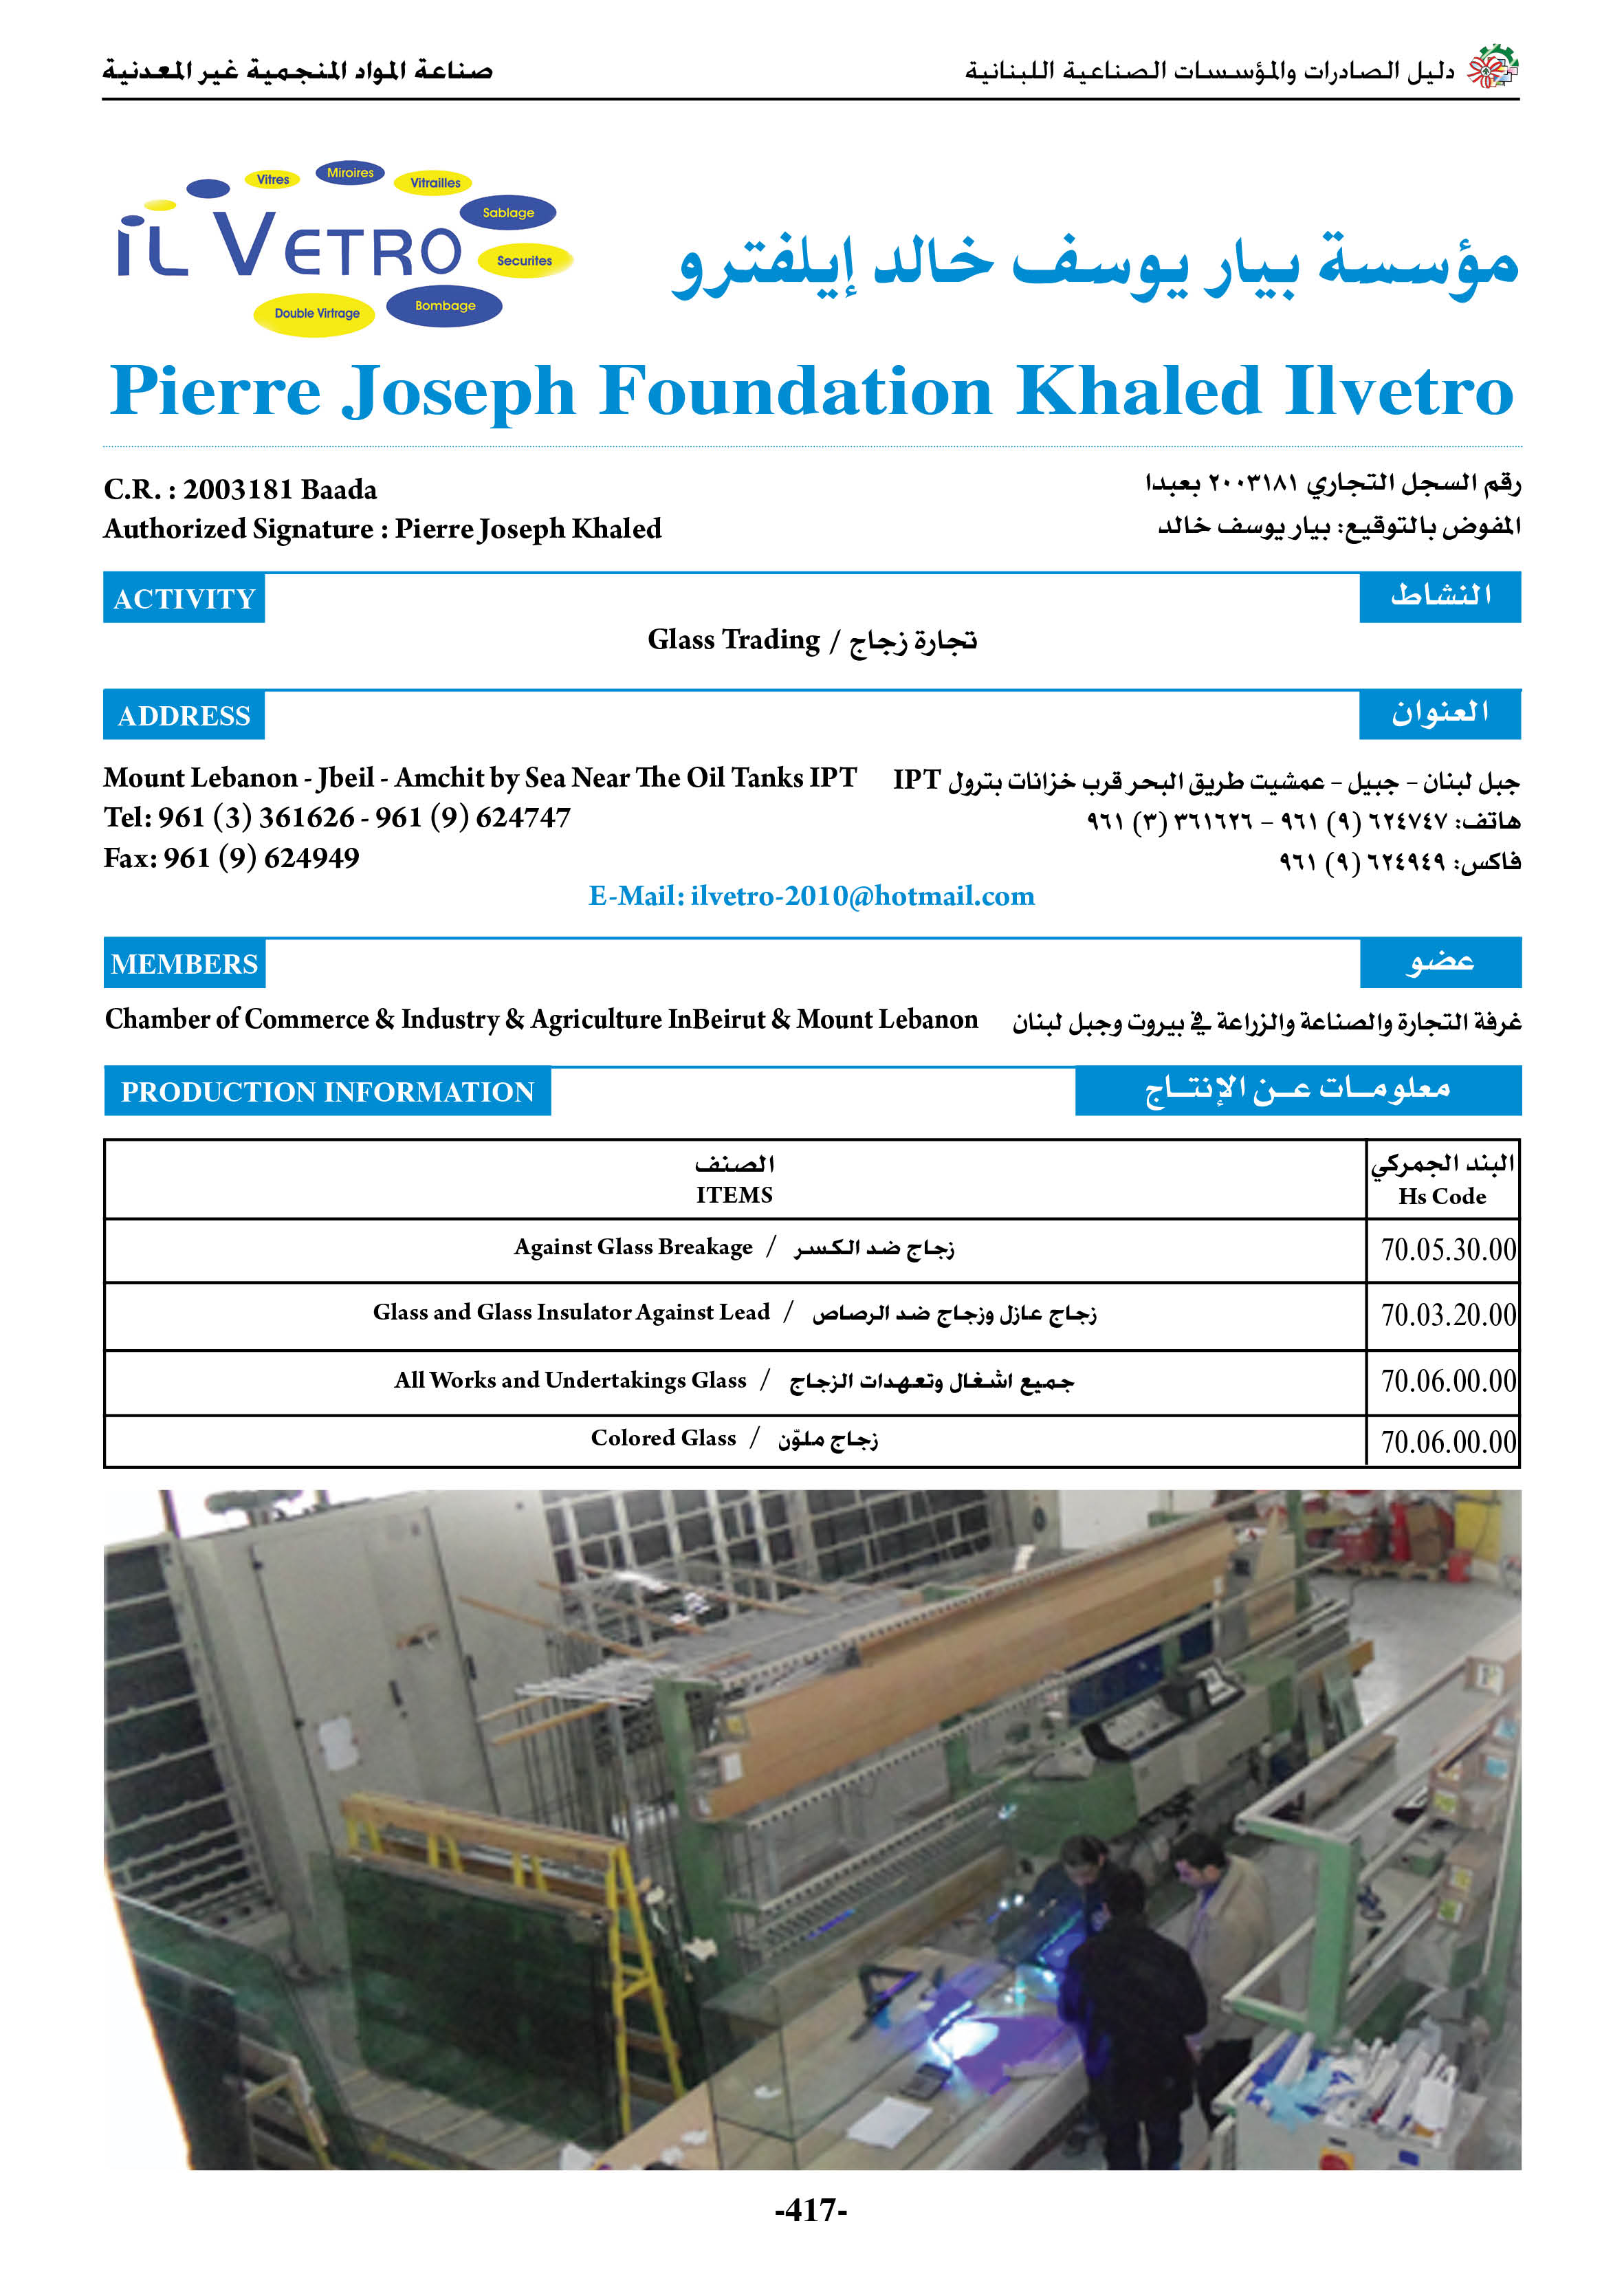 صناعة المواد المنجمية غير المعدنية
دليل الصادرات والمؤسسات الصناعية اللبنانية
Vitres
Miroires
Vitrailles
Sablage
Securites
Bombage
Double Virtrage
iL VETRO
مؤسسة بيار يوسف خالد إيلفترو
Pierre Joseph Foundation Khaled Ilvetro
C.R. : 2003181 Baada
رقم السجل التجاري ٢٠٠٣١٨١ بعبدا
Authorized Signature : Pierre Joseph Khaled
المفوض بالتوقيع: بيار يوسف خالد
ACTIVITY
النشاط
Glass Trading / تجارة زجاج
ADDRESS
العنوان
Mount Lebanon - Jbeil - Amchit by Sea Near The Oil Tanks IPT
جبل لبنان - جبيل - عمشيت طريق البحر قرب خزانات بترول IPT
Tel: 961 (3) 361626 - 961 (9) 624747
هاتف: ٦٢٤٧٤٧ (٩) ٩٦١ - ٣٦١٦٢٦ (٣) ٩٦١
Fax: 961 (9) 624949
فاكس: ٦٢٤٩٤٩ (٩) ٩٦١
E-Mail: ilvetro-2010@hotmail.com
MEMBERS
عضو
Chamber of Commerce & Industry & Agriculture InBeirut & Mount Lebanon
غرفة التجارة والصناعة والزراعة في بيروت وجبل لبنان
PRODUCTION INFORMATION
معلومـات عـن الإنتـاج
الصنف
ITEMS
البند الجمركي
Hs Code
Against Glass Breakage / زجاج ضد الكسر
70.05.30.00
Glass and Glass Insulator Against Lead / زجاج عازل وزجاج ضد الرصاص
70.03.20.00
All Works and Undertakings Glass / جميع اشغال وتعهدات الزجاج
70.06.00.00
Colored Glass / زجاج ملوّن
70.06.00.00
-417-